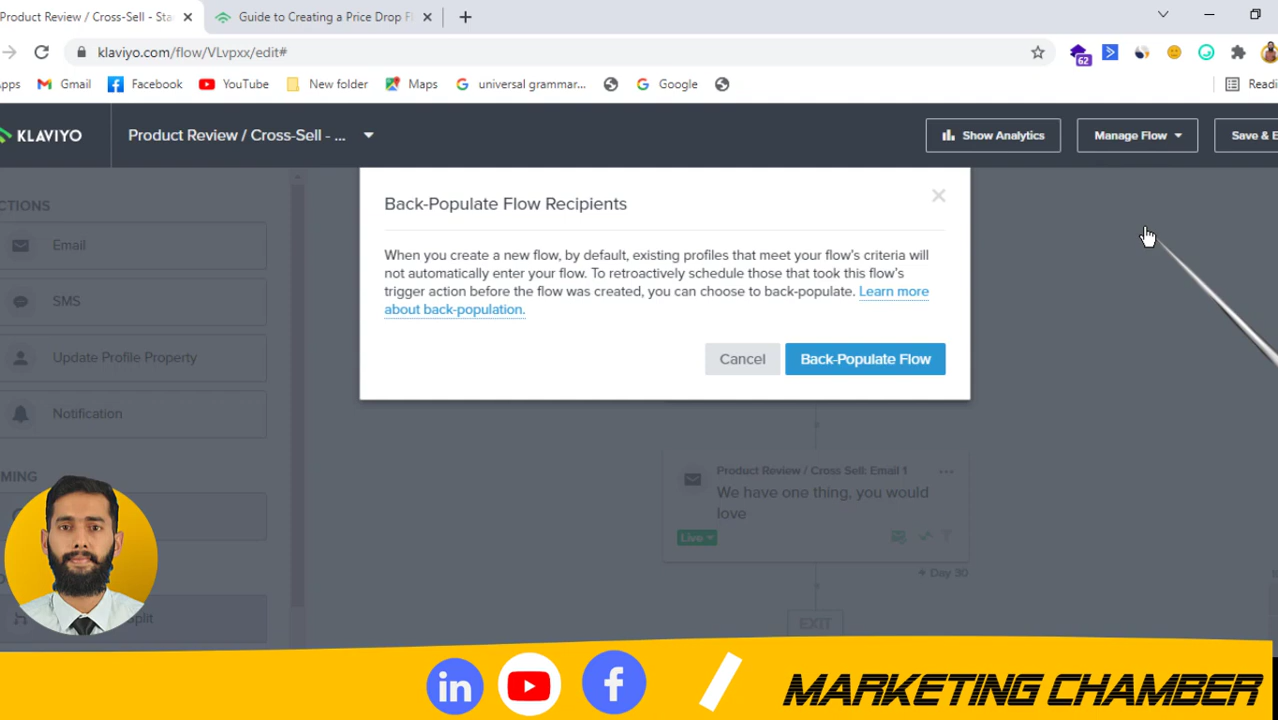 Product Review / Cross-Sell - Sta
Guide to Creating a Price Drop F
klaviyo.com/flow/VLvpxx/edit#
62
Apps
Gmail
Facebook
YouTube
New folder
Maps
universal grammar...
Google
Readi
KLAVIYO
Product Review / Cross-Sell - ...
Show Analytics
Manage Flow
Save & E
CTIONS
Email
SMS
Update Profile Property
Notification
MING
Split
Back-Populate Flow Recipients
When you create a new flow, by default, existing profiles that meet your flow's criteria will
not automatically enter your flow. To retroactively schedule those that took this flow's
trigger action before the flow was created, you can choose to back-populate. Learn more
about back-population.
Cancel
Back-Populate Flow
Product Review / Cross Sell: Email 1
We have one thing, you would
love
Live
Day 30
EXIT
in
f
MARKETING CHAMBER